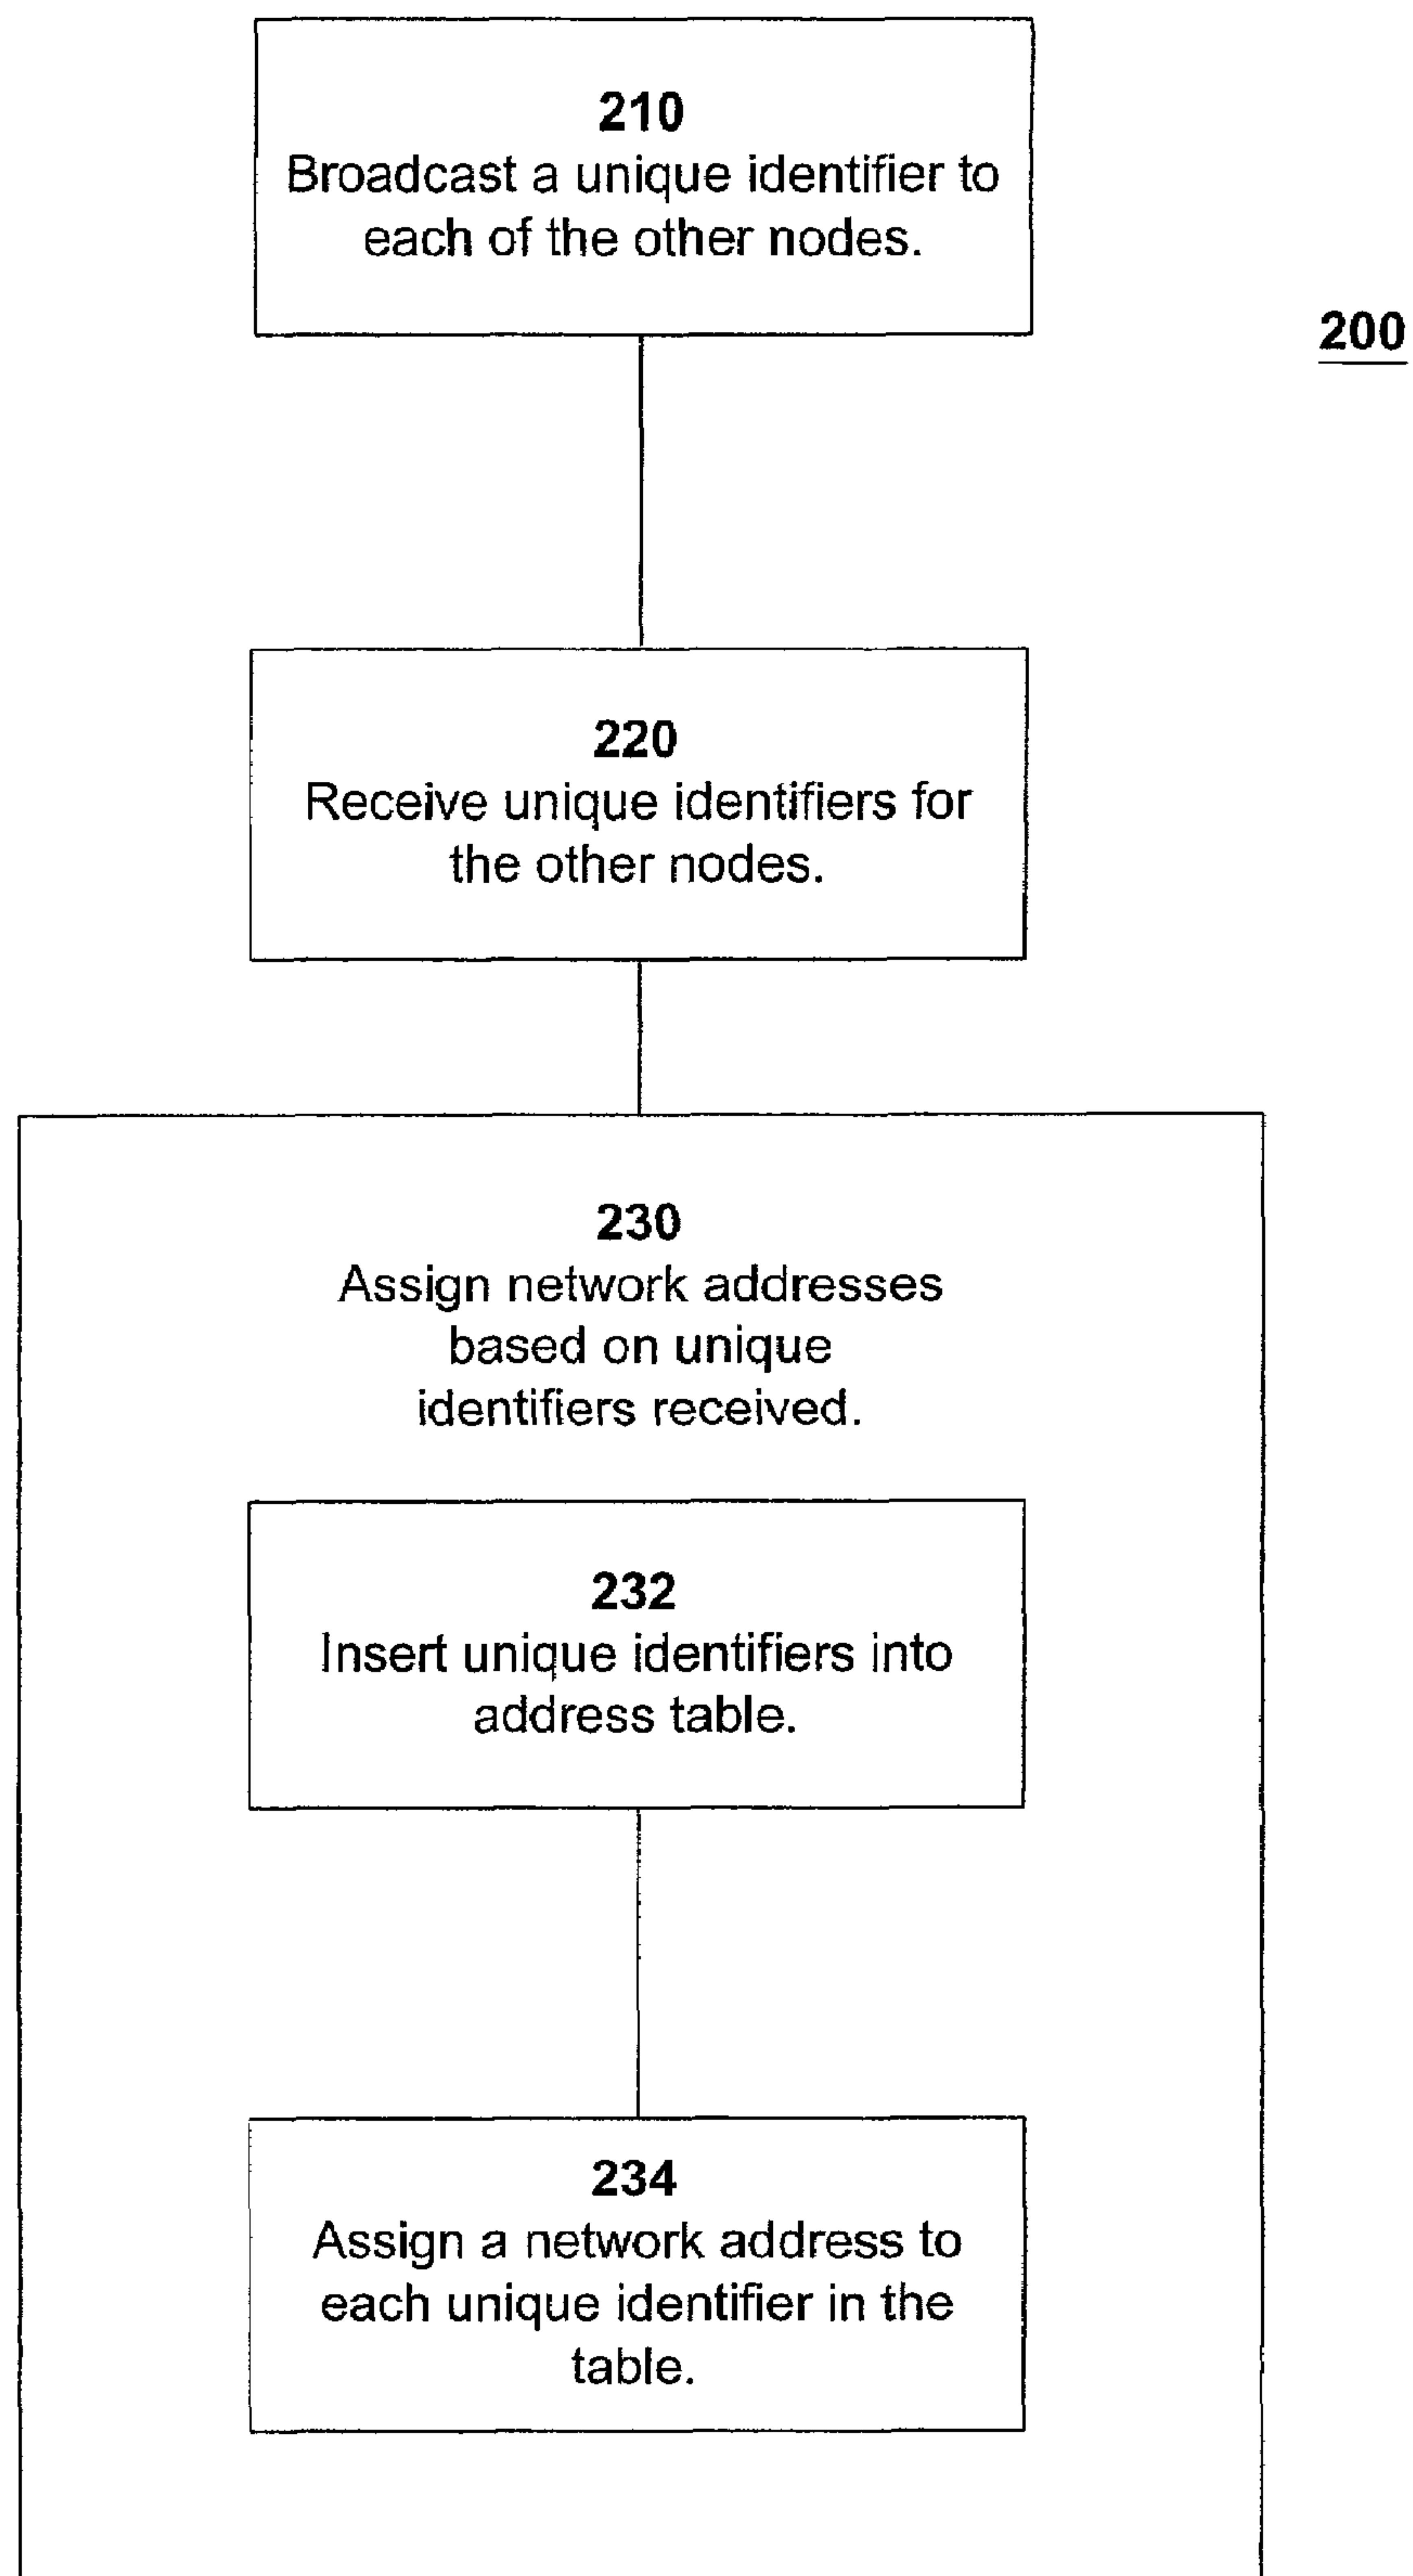 210
Broadcast a unique identifier to
each of the other nodes.
200
220
Receive unique identifiers for
the other nodes.
230
Assign network addresses
based on unique
identifiers received.
232
Insert unique identifiers into
address table.
234
Assign a network address to
each unique identifier in the
table.